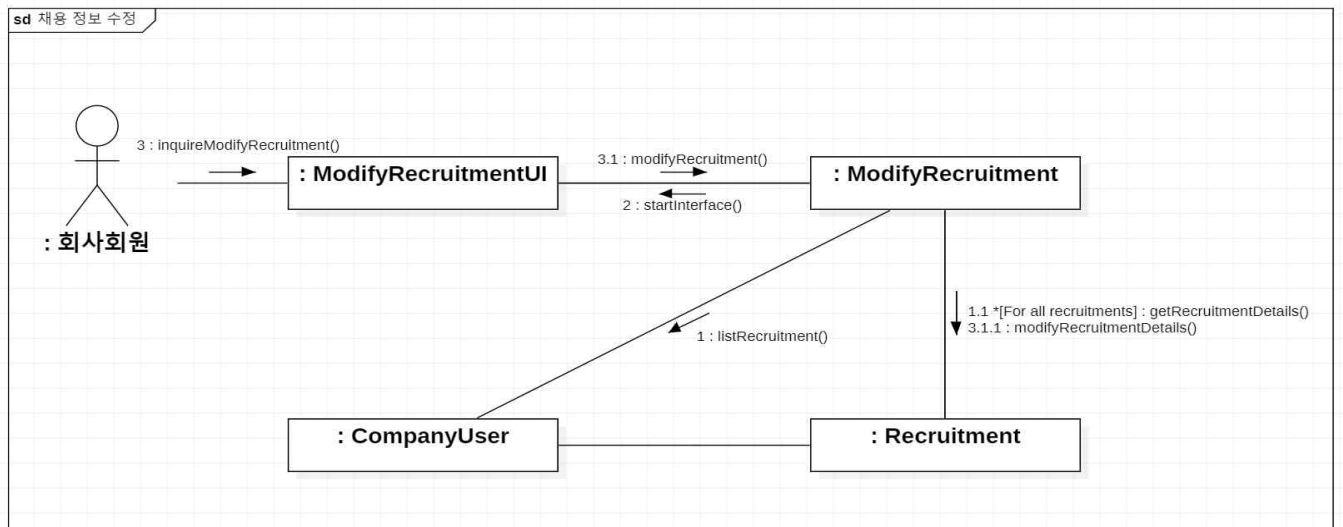 sd 채용 정보 수정
3 : inquireModifyRecruitment()
: ModifyRecruitmentUI
3.1 : modifyRecruitment()
2 : startInterface()
: ModifyRecruitment
: 회사회원
1.1 *[For all recruitments] : getRecruitmentDetails()
3.1.1 : modifyRecruitmentDetails()
1 : listRecruitment()
: CompanyUser
: Recruitment